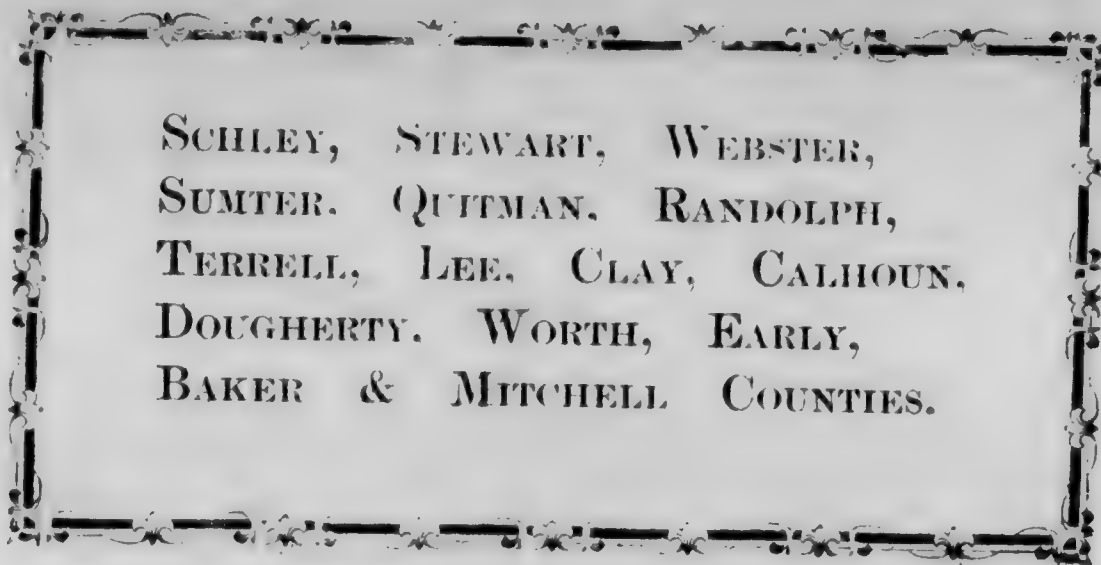 SCHLEY, STEWART, WEBSTER,
SUMTER. QUITMAN. RANDOLPH,
TERRELL, LEE, CLAY, CALHOUN,
DOUGHERTY. WORTH, EARLY,
BAKER & MITCHELL COUNTIES.